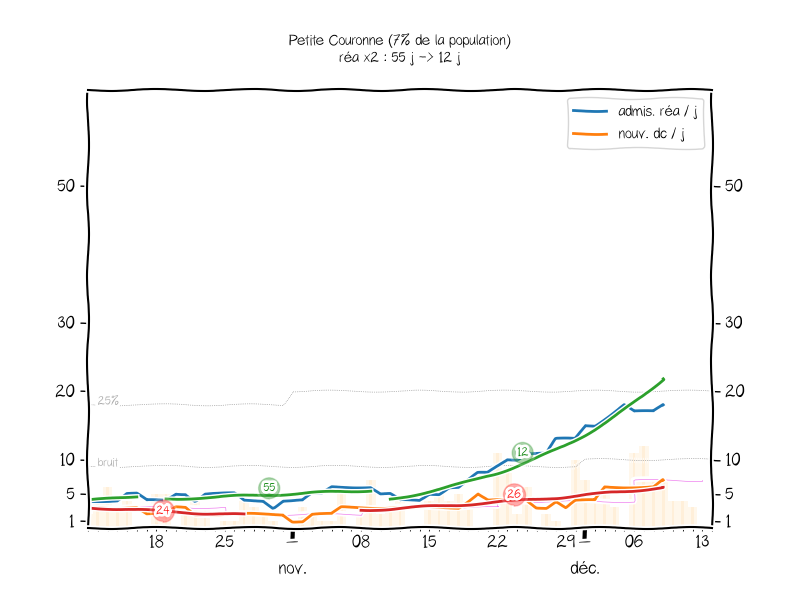 Petite Couronne (7% de la population)
réa x2 : 55 j -> 12 j
admis. réa / j
nouv. dc / j
50 50
30 30
20 20
25%
10 10
bruit
12
55
26
24
5 5
1 1
18 25 08 15 22 29 06 13
nov. déc.